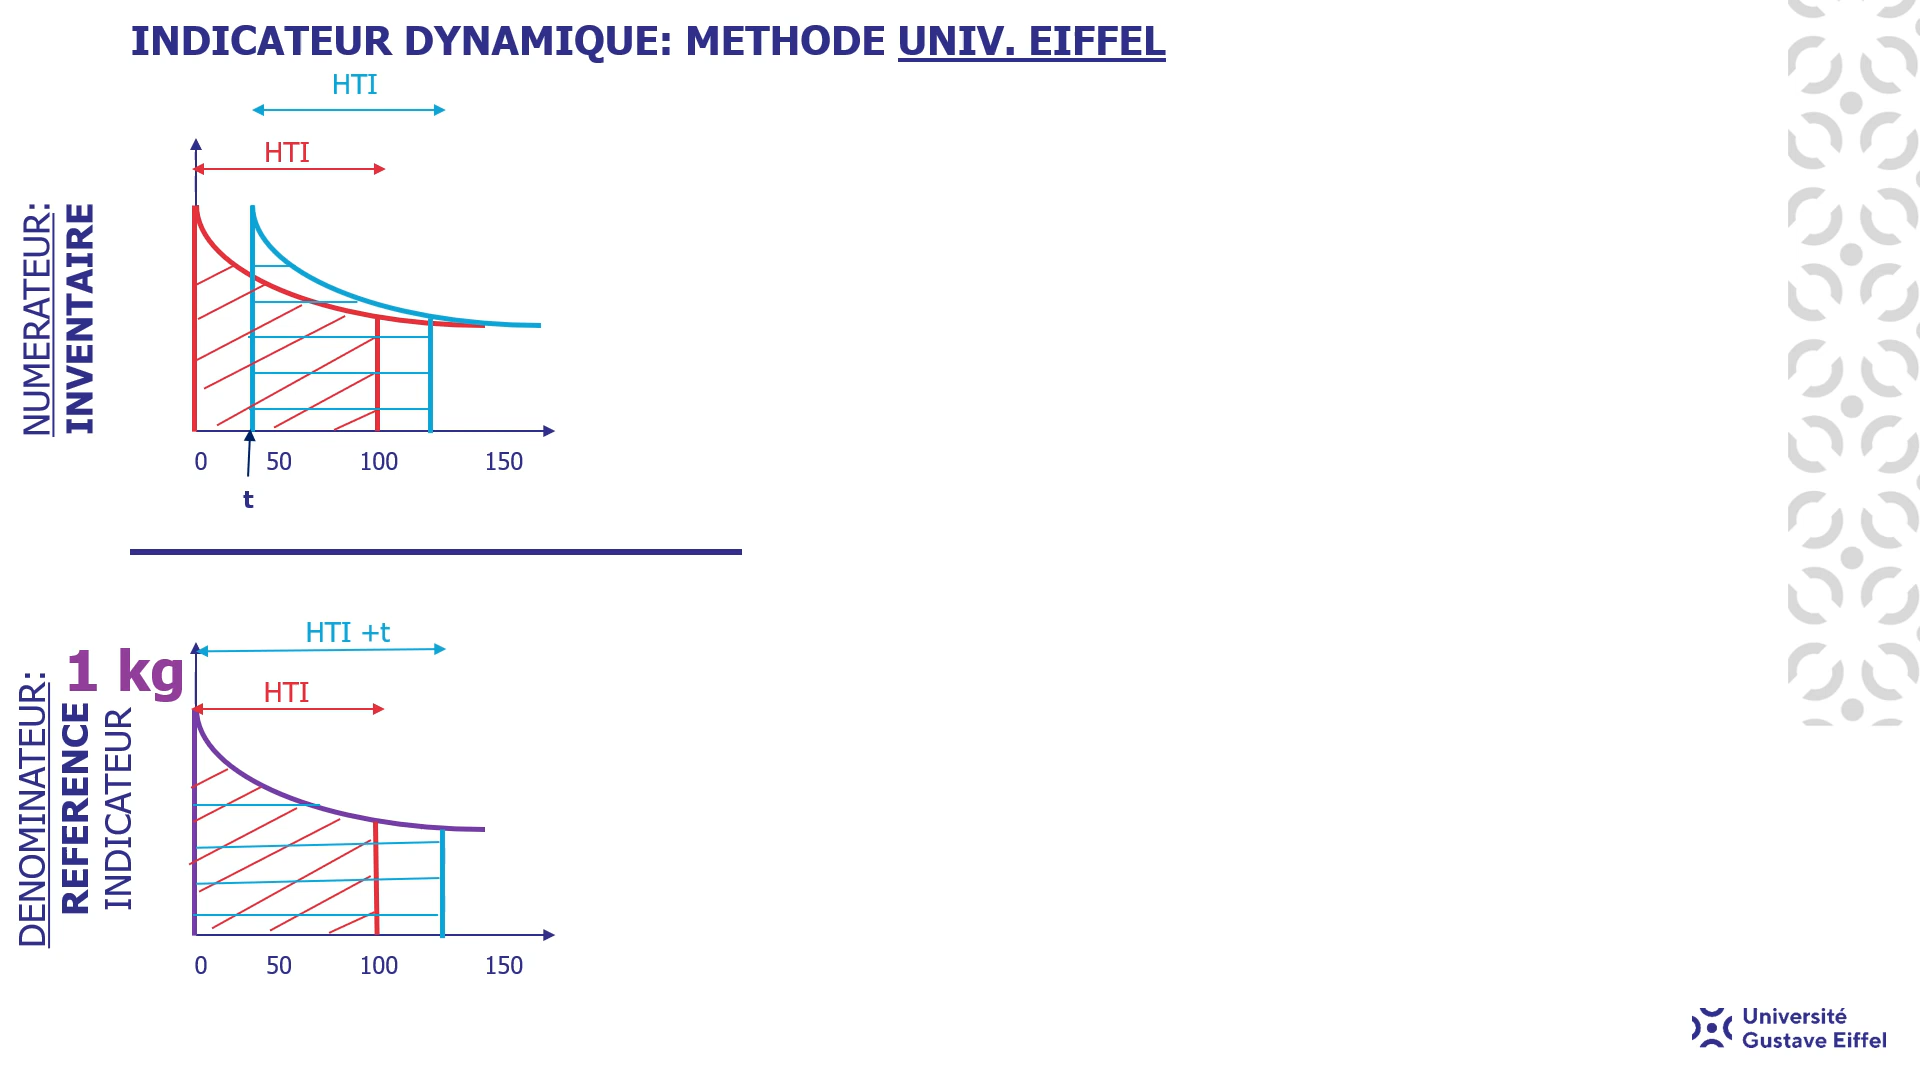 INDICATEUR DYNAMIQUE: METHODE UNIV. EIFFEL
HTI
HTI
NUMERATEUR:
INVENTAIRE
0 50 100 150
t
HTI +t
1 kg
HTI
DENOMINATEUR:
REFERENCE
INDICATEUR
0 50 100 150
Université
Gustave Eiffel